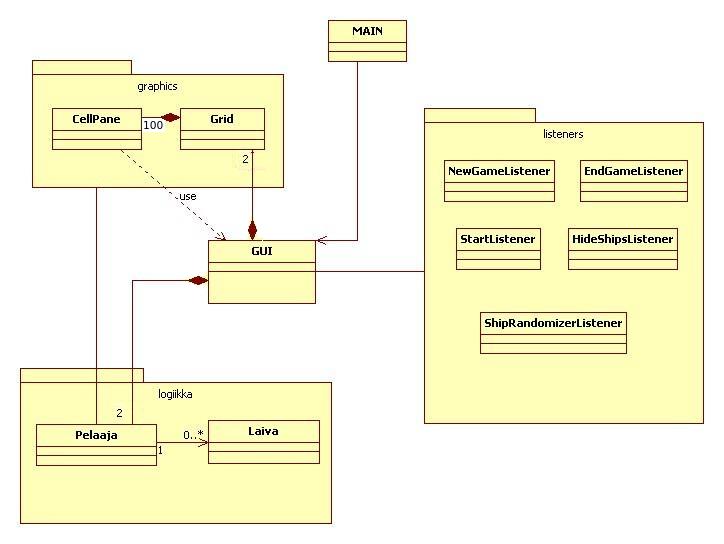 MAIN
graphics
CellPane
100
Grid
2
use
listeners
NewGameListener
EndGameListener
StartListener
HideShipsListener
ShipRandomizerListener
GUI
logiikka
2
Pelaaja
1
0..*
Laiva